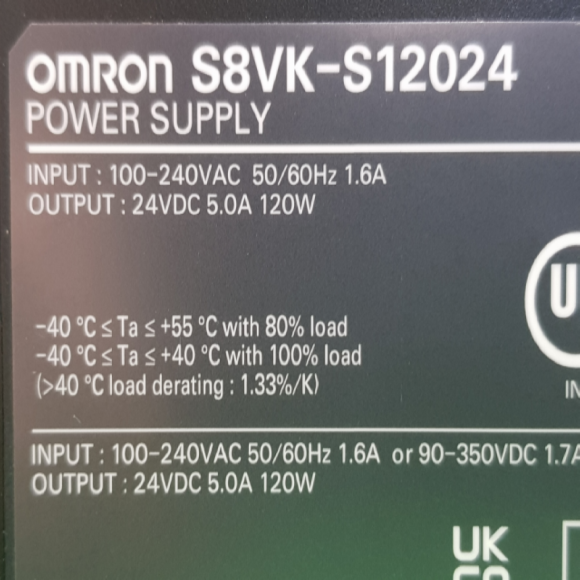 OMRON S8VK-S12024
POWER SUPPLY
INPUT : 100-240VAC 50/60Hz 1.6A
OUTPUT : 24VDC 5.0A 120W
-40 °C ≤ Ta ≤ +55 °C with 80% load
-40 °C ≤ Ta ≤ +40 °C with 100% load
(>40 °C load derating : 1.33%/K)
INPUT : 100-240VAC 50/60Hz 1.6A or 90-350VDC 1.7A
OUTPUT : 24VDC 5.0A 120W
UK